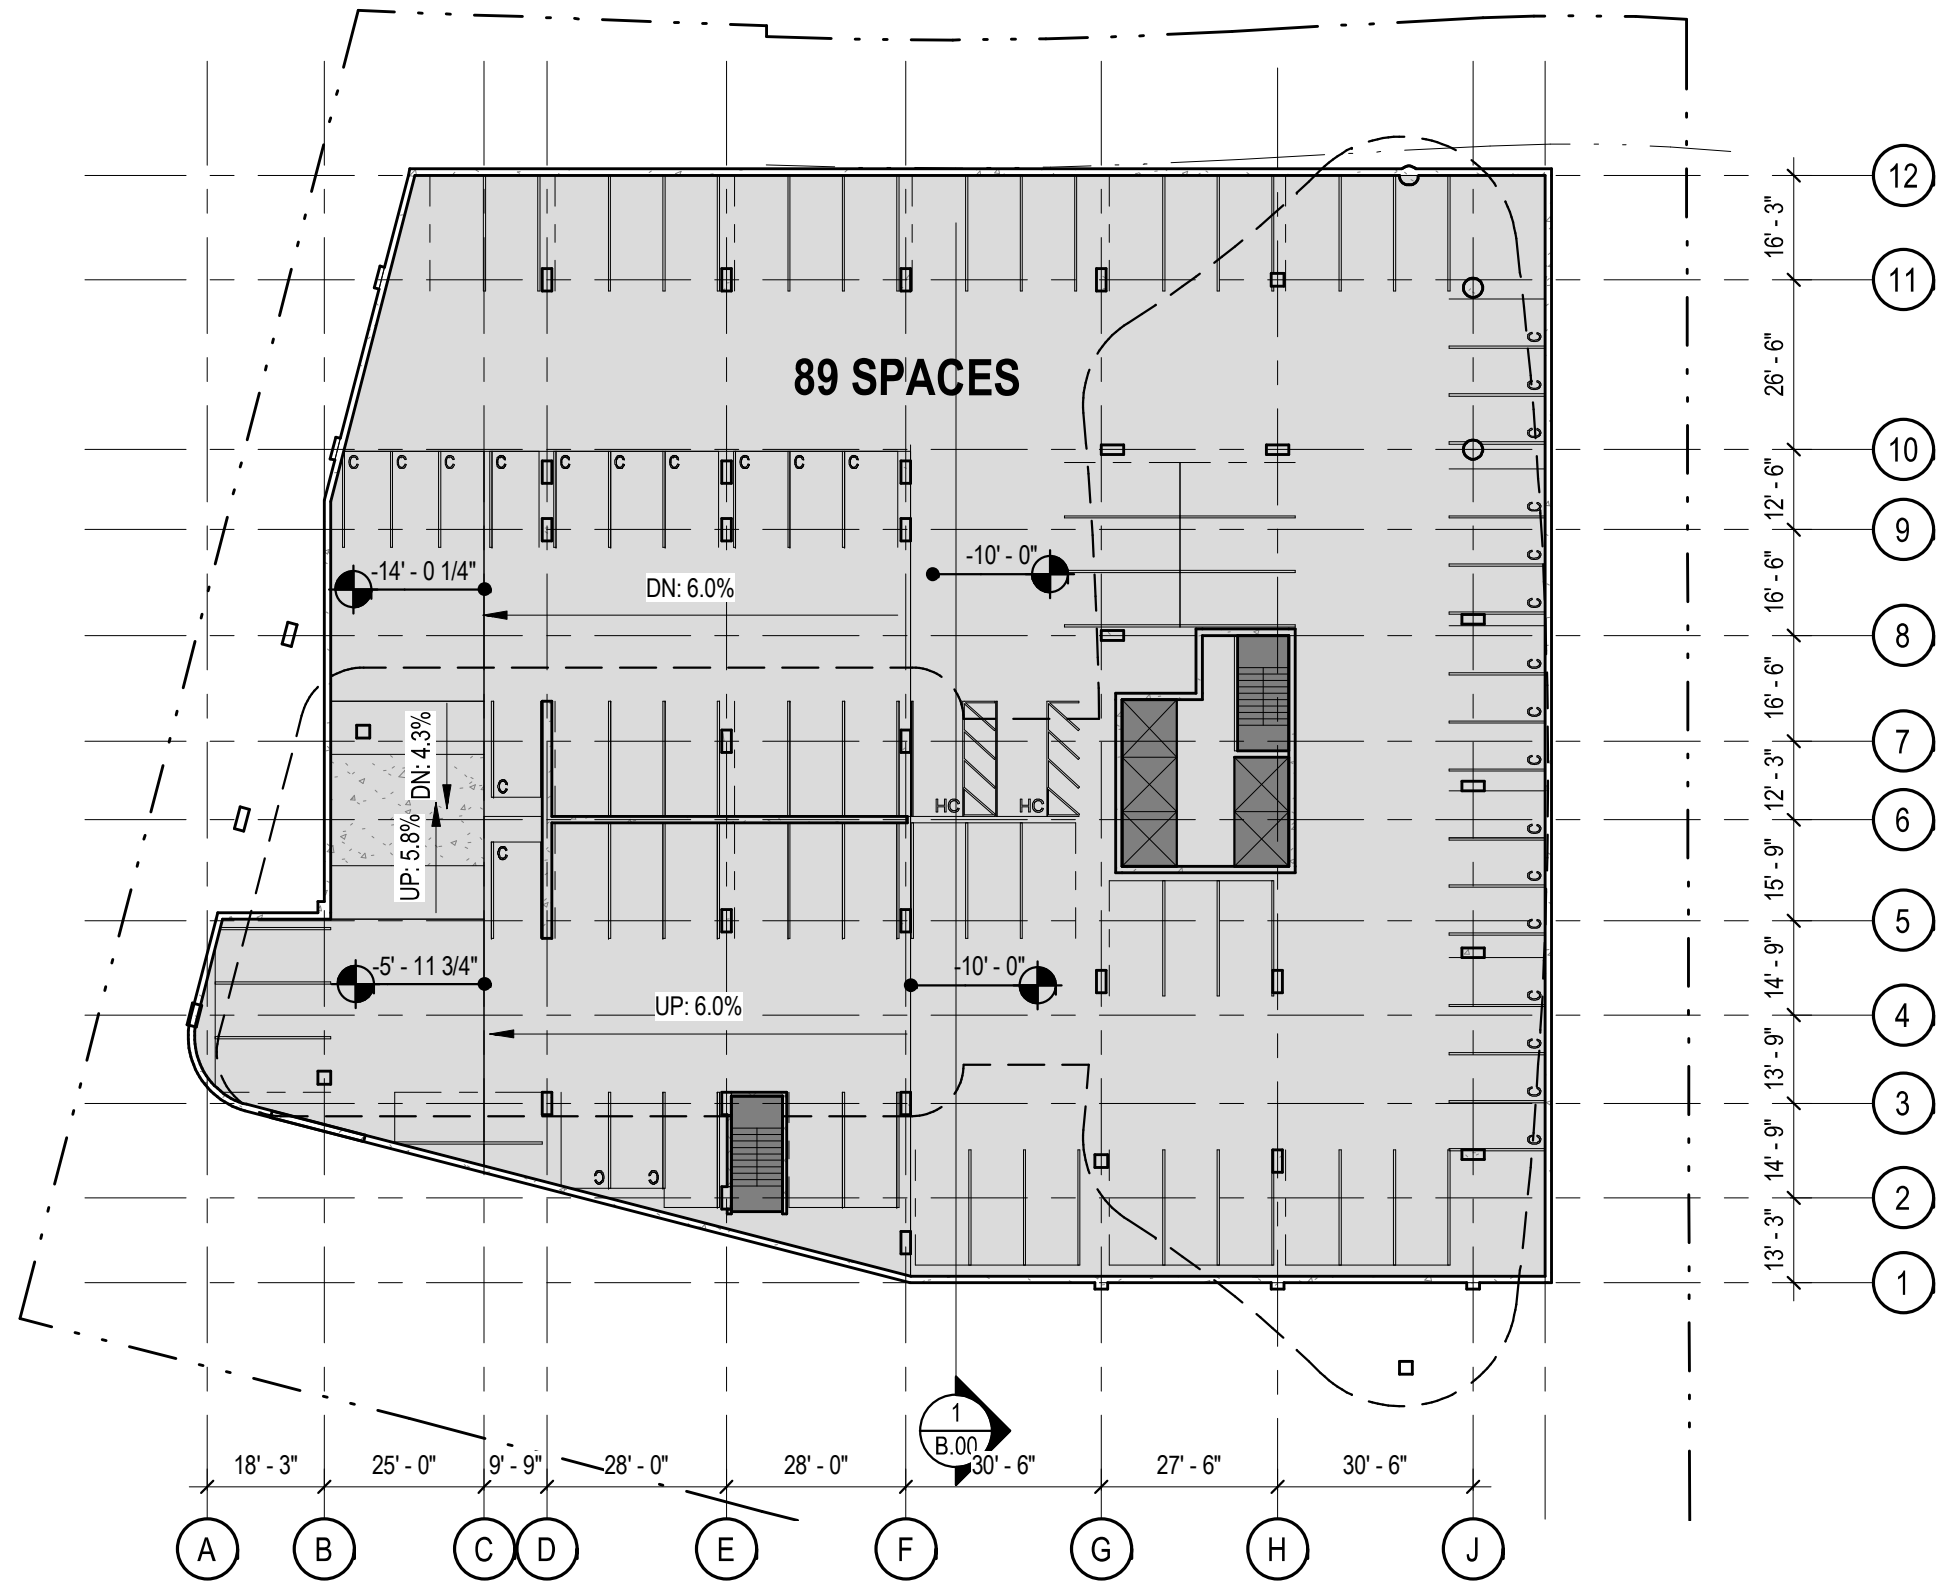 12
16' - 3"
11
89 SPACES
26' - 6"
C
C
C
10
C C C C C C C C C C
12' - 6"
C
9
-10' - 0"
C
-14' - 0 1/4"
DN: 6.0%
16' - 6"
C
8
C
16' - 6"
C
DN: 4.3%
7
C
C
HC
HC
12' - 3"
UP: 5.8%
6
C
C
15' - 9"
C
C
5
-5' - 11 3/4"
-10' - 0"
14' - 9"
C
UP: 6.0%
4
C
13' - 9"
C
3
C
14' - 9"
C C
2
13' - 3"
1
1
B.00
18' - 3"
25' - 0"
9' - 9"
28' - 0"
28' - 0"
30' - 6"
27' - 6"
30' - 6"
A B C D E F G H J